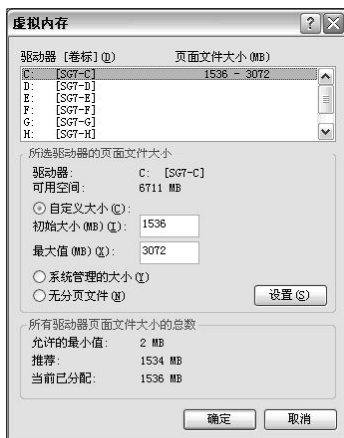 虚拟内存
驱动器 [卷标](D) 页面文件大小(MB)
C: [SG7-C] 1536 - 3072
D: [SG7-D]
E: [SG7-E]
F: [SG7-F]
G: [SG7-G]
H: [SG7-H]
所选驱动器的页面文件大小
驱动器: C: [SG7-C]
可用空间: 6711 MB
自定义大小(C):
初始大小(MB)(I): 1536
最大值(MB)(X): 3072
系统管理的大小(Y)
无分页文件(N) 设置(S)
所有驱动器页面文件大小的总数
允许的最小值: 2 MB
推荐: 1534 MB
当前已分配: 1536 MB
确定 取消